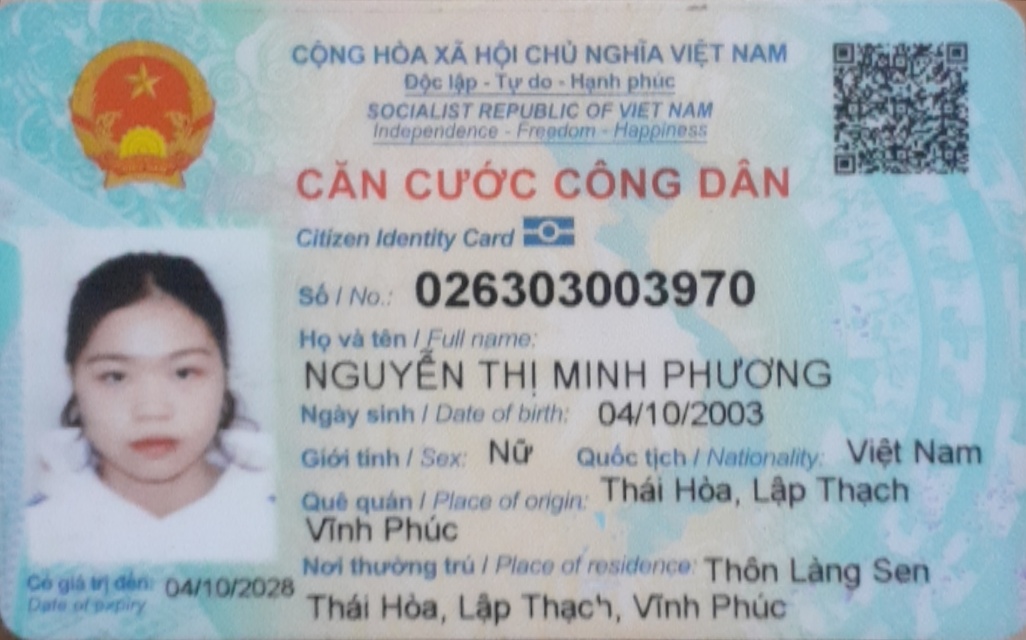 CỘNG HÒA XÃ HỘI CHỦ NGHĨA VIỆT NAM
Độc lập - Tự do - Hạnh phúc
SOCIALIST REPUBLIC OF VIET NAM
Independence - Freedom - Happiness
CĂN CƯỚC CÔNG DÂN
Citizen Identity Card
Số / No.: 026303003970
Họ và tên / Full name:
NGUYỄN THỊ MINH PHƯƠNG
Ngày sinh / Date of birth: 04/10/2003
Giới tính / Sex: Nữ Quốc tịch / Nationality: Việt Nam
Quê quán / Place of origin: Thái Hòa, Lập Thạch
Vĩnh Phúc
Nơi thường trú / Place of residence: Thôn Làng Sen
Thái Hòa, Lập Thạch, Vĩnh Phúc
Có giá trị đến: 04/10/2028
Date of expiry